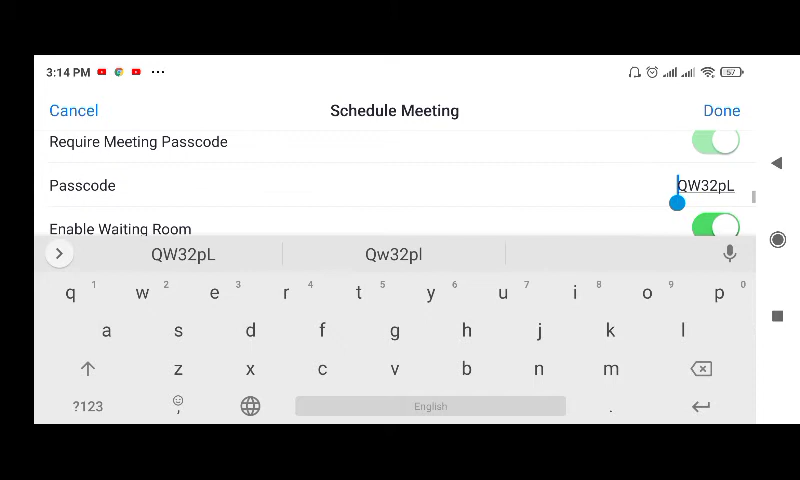 3:14 PM ... 57
Cancel Schedule Meeting Done
Require Meeting Passcode
Passcode QW32pL
Enable Waiting Room
QW32pL Qw32pl
q 1 w 2 e 3 r 4 t 5 y 6 u 7 i 8 o 9 p 0
a s d f g h j k l
z x c v b n m
?123 , English .